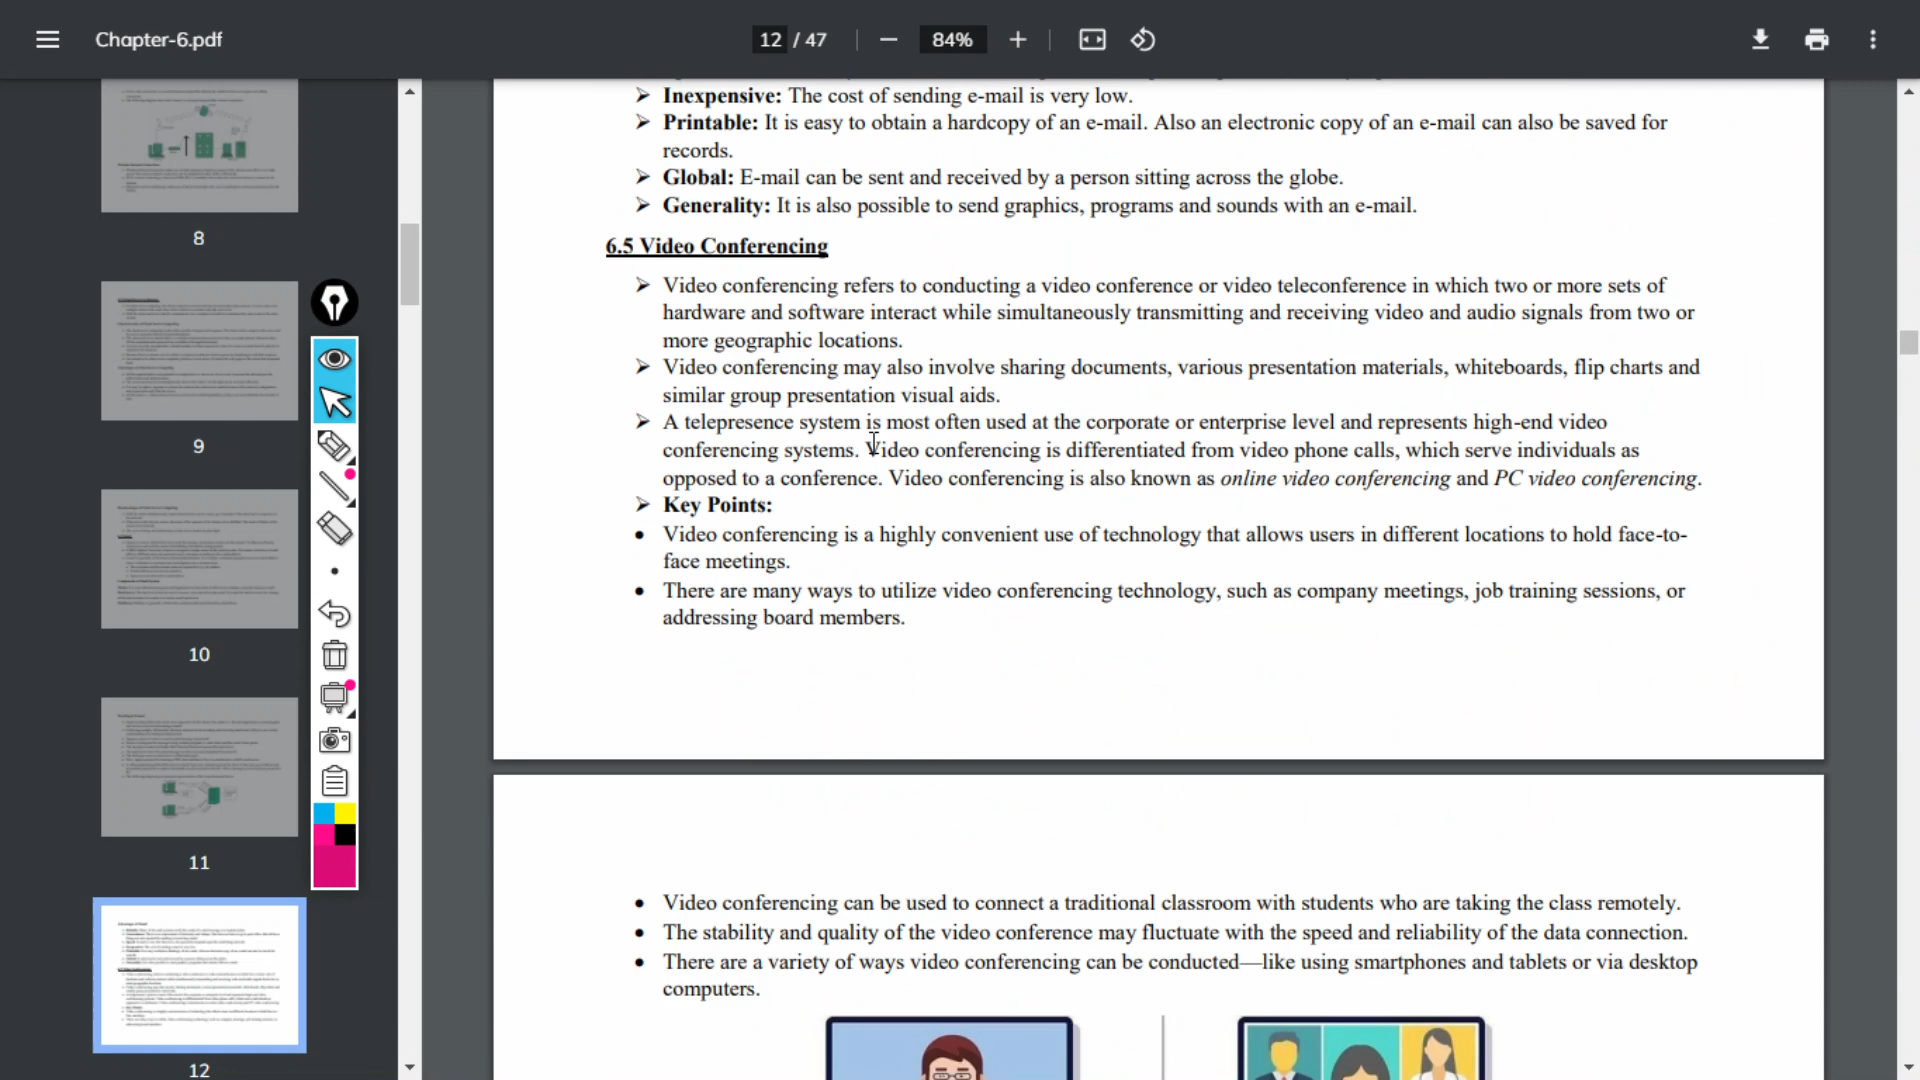 Chapter-6.pdf
12 / 47
84%
➢ Inexpensive: The cost of sending e-mail is very low.
➢ Printable: It is easy to obtain a hardcopy of an e-mail. Also an electronic copy of an e-mail can also be saved for
records.
➢ Global: E-mail can be sent and received by a person sitting across the globe.
➢ Generality: It is also possible to send graphics, programs and sounds with an e-mail.
6.5 Video Conferencing
➢ Video conferencing refers to conducting a video conference or video teleconference in which two or more sets of
hardware and software interact while simultaneously transmitting and receiving video and audio signals from two or
more geographic locations.
➢ Video conferencing may also involve sharing documents, various presentation materials, whiteboards, flip charts and
similar group presentation visual aids.
➢ A telepresence system is most often used at the corporate or enterprise level and represents high-end video
conferencing systems. Video conferencing is differentiated from video phone calls, which serve individuals as
opposed to a conference. Video conferencing is also known as online video conferencing and PC video conferencing.
➢ Key Points:
• Video conferencing is a highly convenient use of technology that allows users in different locations to hold face-to-
face meetings.
• There are many ways to utilize video conferencing technology, such as company meetings, job training sessions, or
addressing board members.
• Video conferencing can be used to connect a traditional classroom with students who are taking the class remotely.
• The stability and quality of the video conference may fluctuate with the speed and reliability of the data connection.
• There are a variety of ways video conferencing can be conducted—like using smartphones and tablets or via desktop
computers.
8
9
10
11
12